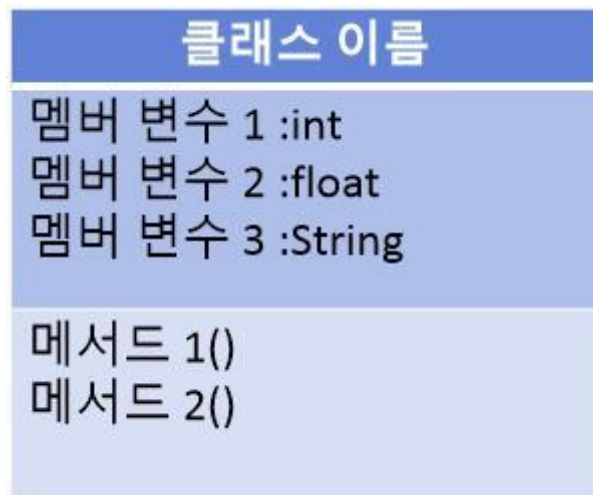 클래스 이름
멤버 변수 1 :int
멤버 변수 2 :float
멤버 변수 3 :String
메서드 1()
메서드 2()